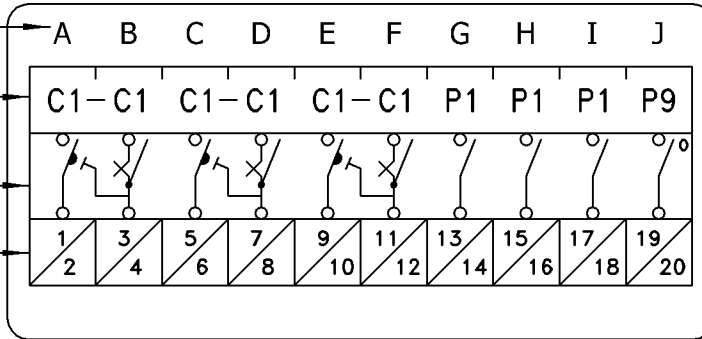 A B C D E F G H I J
C1-C1 C1-C1 C1-C1 P1 P1 P1 P9
0
1 3 5 7 9 11 13 15 17 19
2 4 6 8 10 12 14 16 18 20